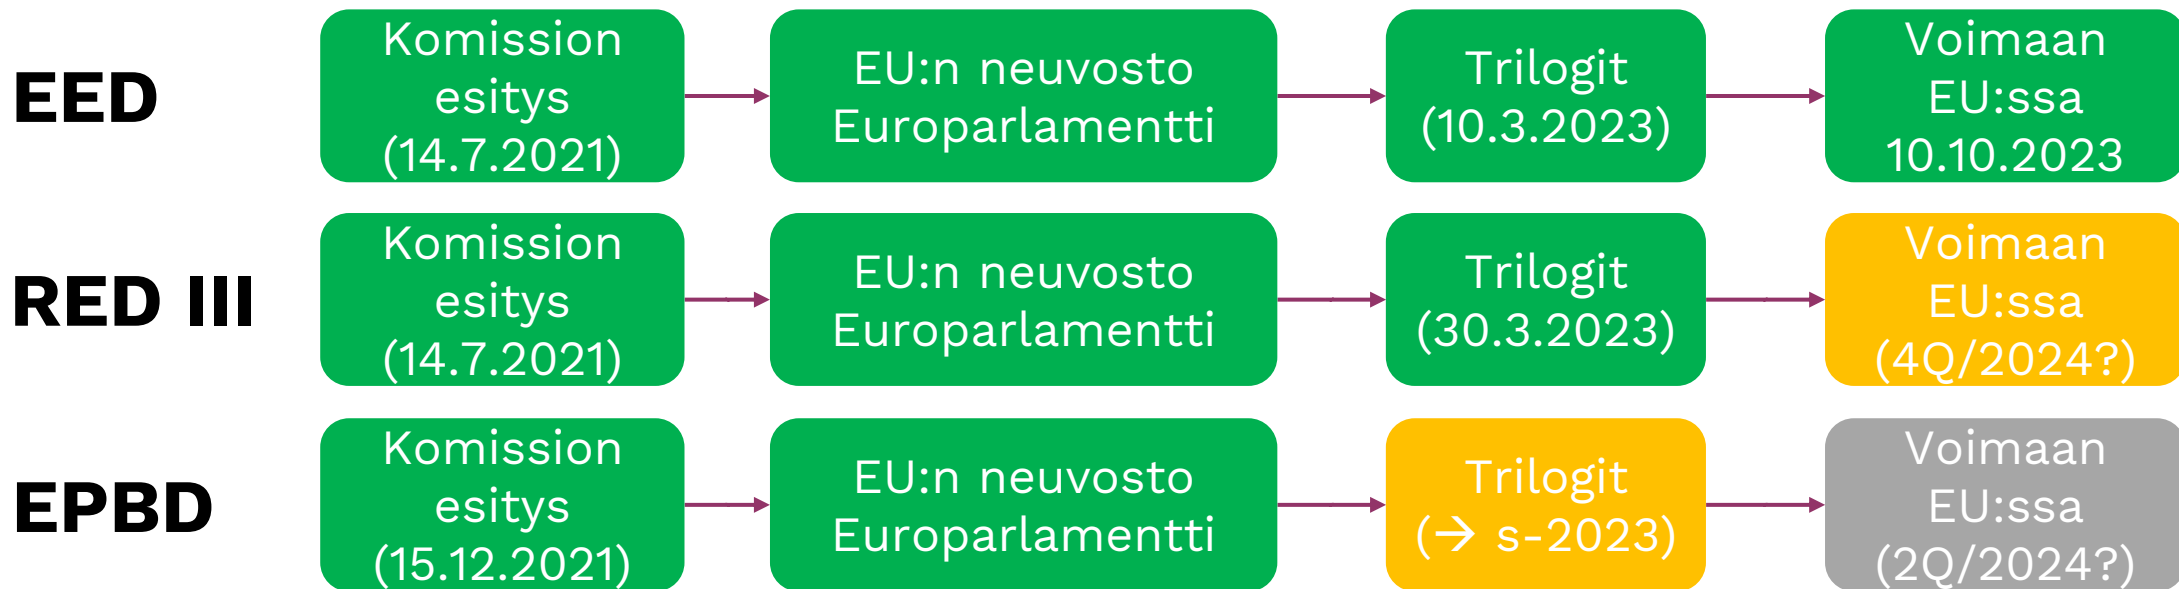 EED
Komission
esitys
(14.7.2021)
EU:n neuvosto
Europarlamentti
Trilogit
(10.3.2023)
Voimaan
EU:ssa
10.10.2023
RED III
Komission
esitys
(14.7.2021)
EU:n neuvosto
Europarlamentti
Trilogit
(30.3.2023)
Voimaan
EU:ssa
(4Q/2024?)
EPBD
Komission
esitys
(15.12.2021)
EU:n neuvosto
Europarlamentti
Trilogit
(→ s-2023)
Voimaan
EU:ssa
(2Q/2024?)